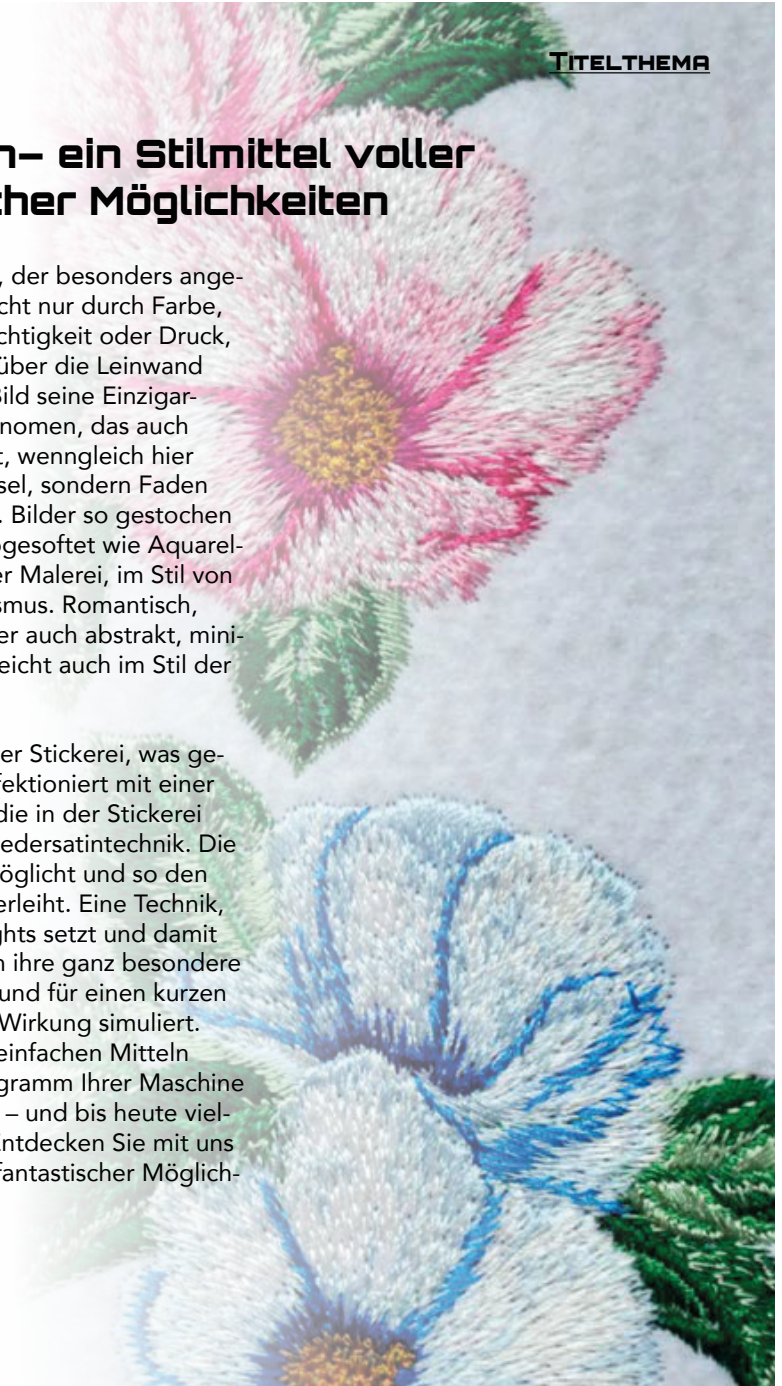 Titelthema
n– ein Stilmittel voller
cher Möglichkeiten
, der besonders ange-
cht nur durch Farbe,
chtigkeit oder Druck,
über die Leinwand
Bild seine Einzigar-
nomen, das auch
t, wenngleich hier
sel, sondern Faden
. Bilder so gestochen
ogesoftet wie Aquarel-
er Malerei, im Stil von
smus. Romantisch,
er auch abstrakt, mini-
eicht auch im Stil der
er Stickerei, was ge-
fektioniert mit einer
die in der Stickerei
edersatintechnik. Die
öglicht und so den
erleiht. Eine Technik,
ghts setzt und damit
n ihre ganz besondere
und für einen kurzen
Wirkung simuliert.
einfachen Mitteln
gramm Ihrer Maschine
– und bis heute viel-
Entdecken Sie mit uns
fantastischer Möglich-